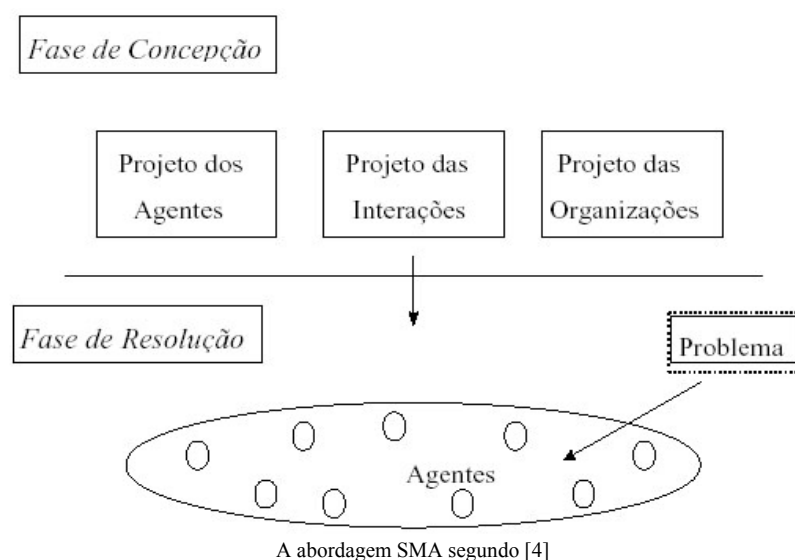 Fase de Concepção
Projeto dos
Agentes
Projeto das
Interações
Projeto das
Organizações
Fase de Resolução
Problema
Agentes
A abordagem SMA segundo [4]